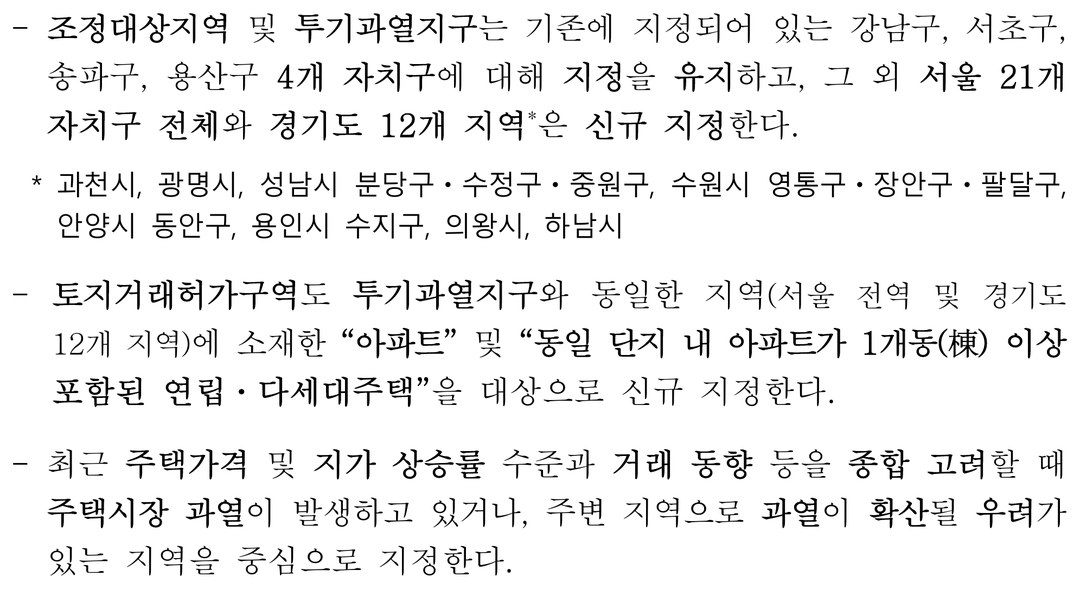 - 조정대상지역 및 투기과열지구는 기존에 지정되어 있는 강남구, 서초구,
송파구, 용산구 4개 자치구에 대해 지정을 유지하고, 그 외 서울 21개
자치구 전체와 경기도 12개 지역*은 신규 지정한다.
* 과천시, 광명시, 성남시 분당구・수정구・중원구, 수원시 영통구・장안구・팔달구,
안양시 동안구, 용인시 수지구, 의왕시, 하남시
- 토지거래허가구역도 투기과열지구와 동일한 지역(서울 전역 및 경기도
12개 지역)에 소재한 “아파트” 및 “동일 단지 내 아파트가 1개동(棟) 이상
포함된 연립・다세대주택”을 대상으로 신규 지정한다.
- 최근 주택가격 및 지가 상승률 수준과 거래 동향 등을 종합 고려할 때
주택시장 과열이 발생하고 있거나, 주변 지역으로 과열이 확산될 우려가
있는 지역을 중심으로 지정한다.